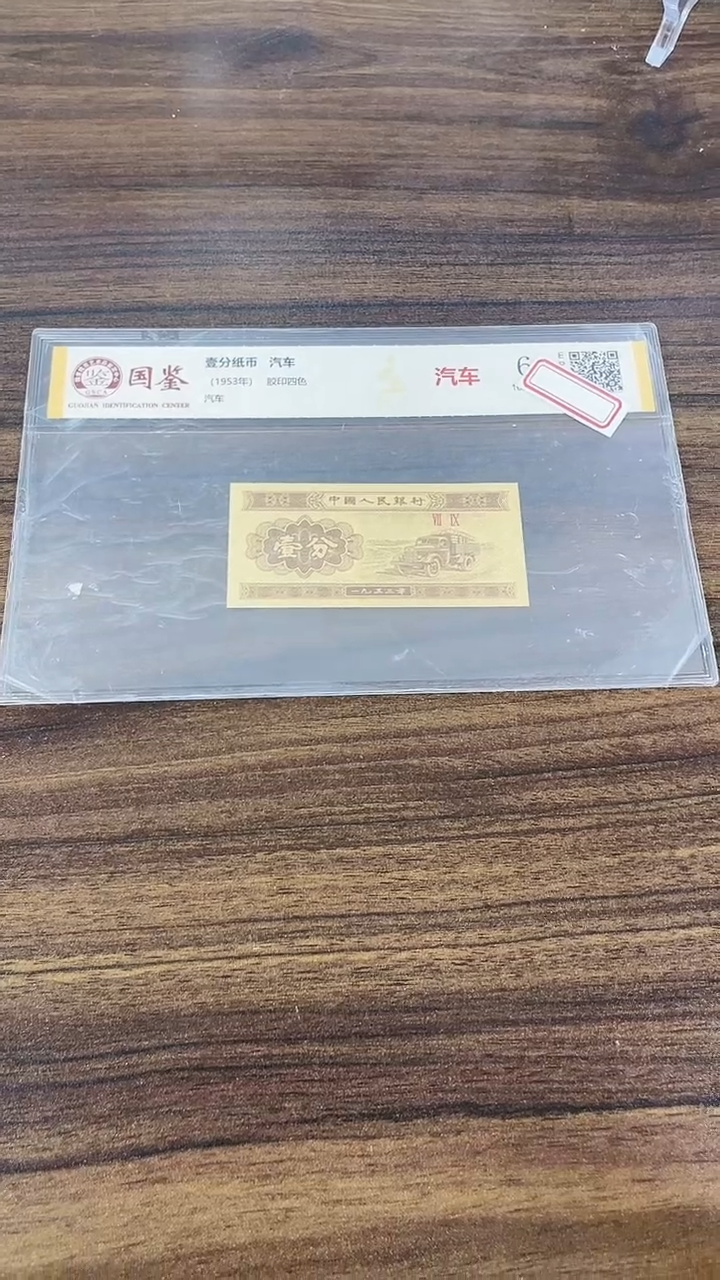 国鉴
GUOJIAN IDENTIFICATION CENTER
壹分纸币 汽车
(1953年) 胶印四色
汽车
汽车
6
中國人民銀行
VII IX
壹分
一九五三年